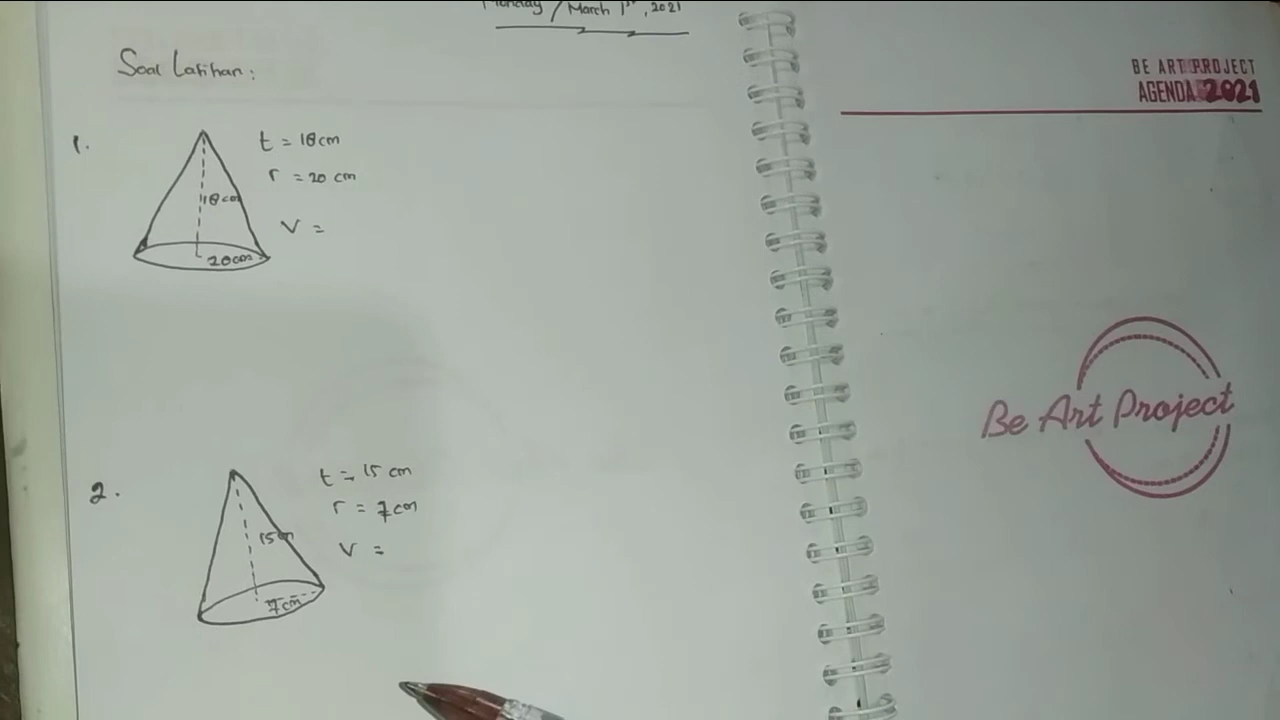 Monday / March 1st, 2021
Soal Latihan:
1.
t = 18 cm
r = 20 cm
18 cm
V =
20 cm
2.
t = 15 cm
r = 7 cm
15 cm
V =
7 cm
BE ART PROJECT
AGENDA 2021
Be Art Project